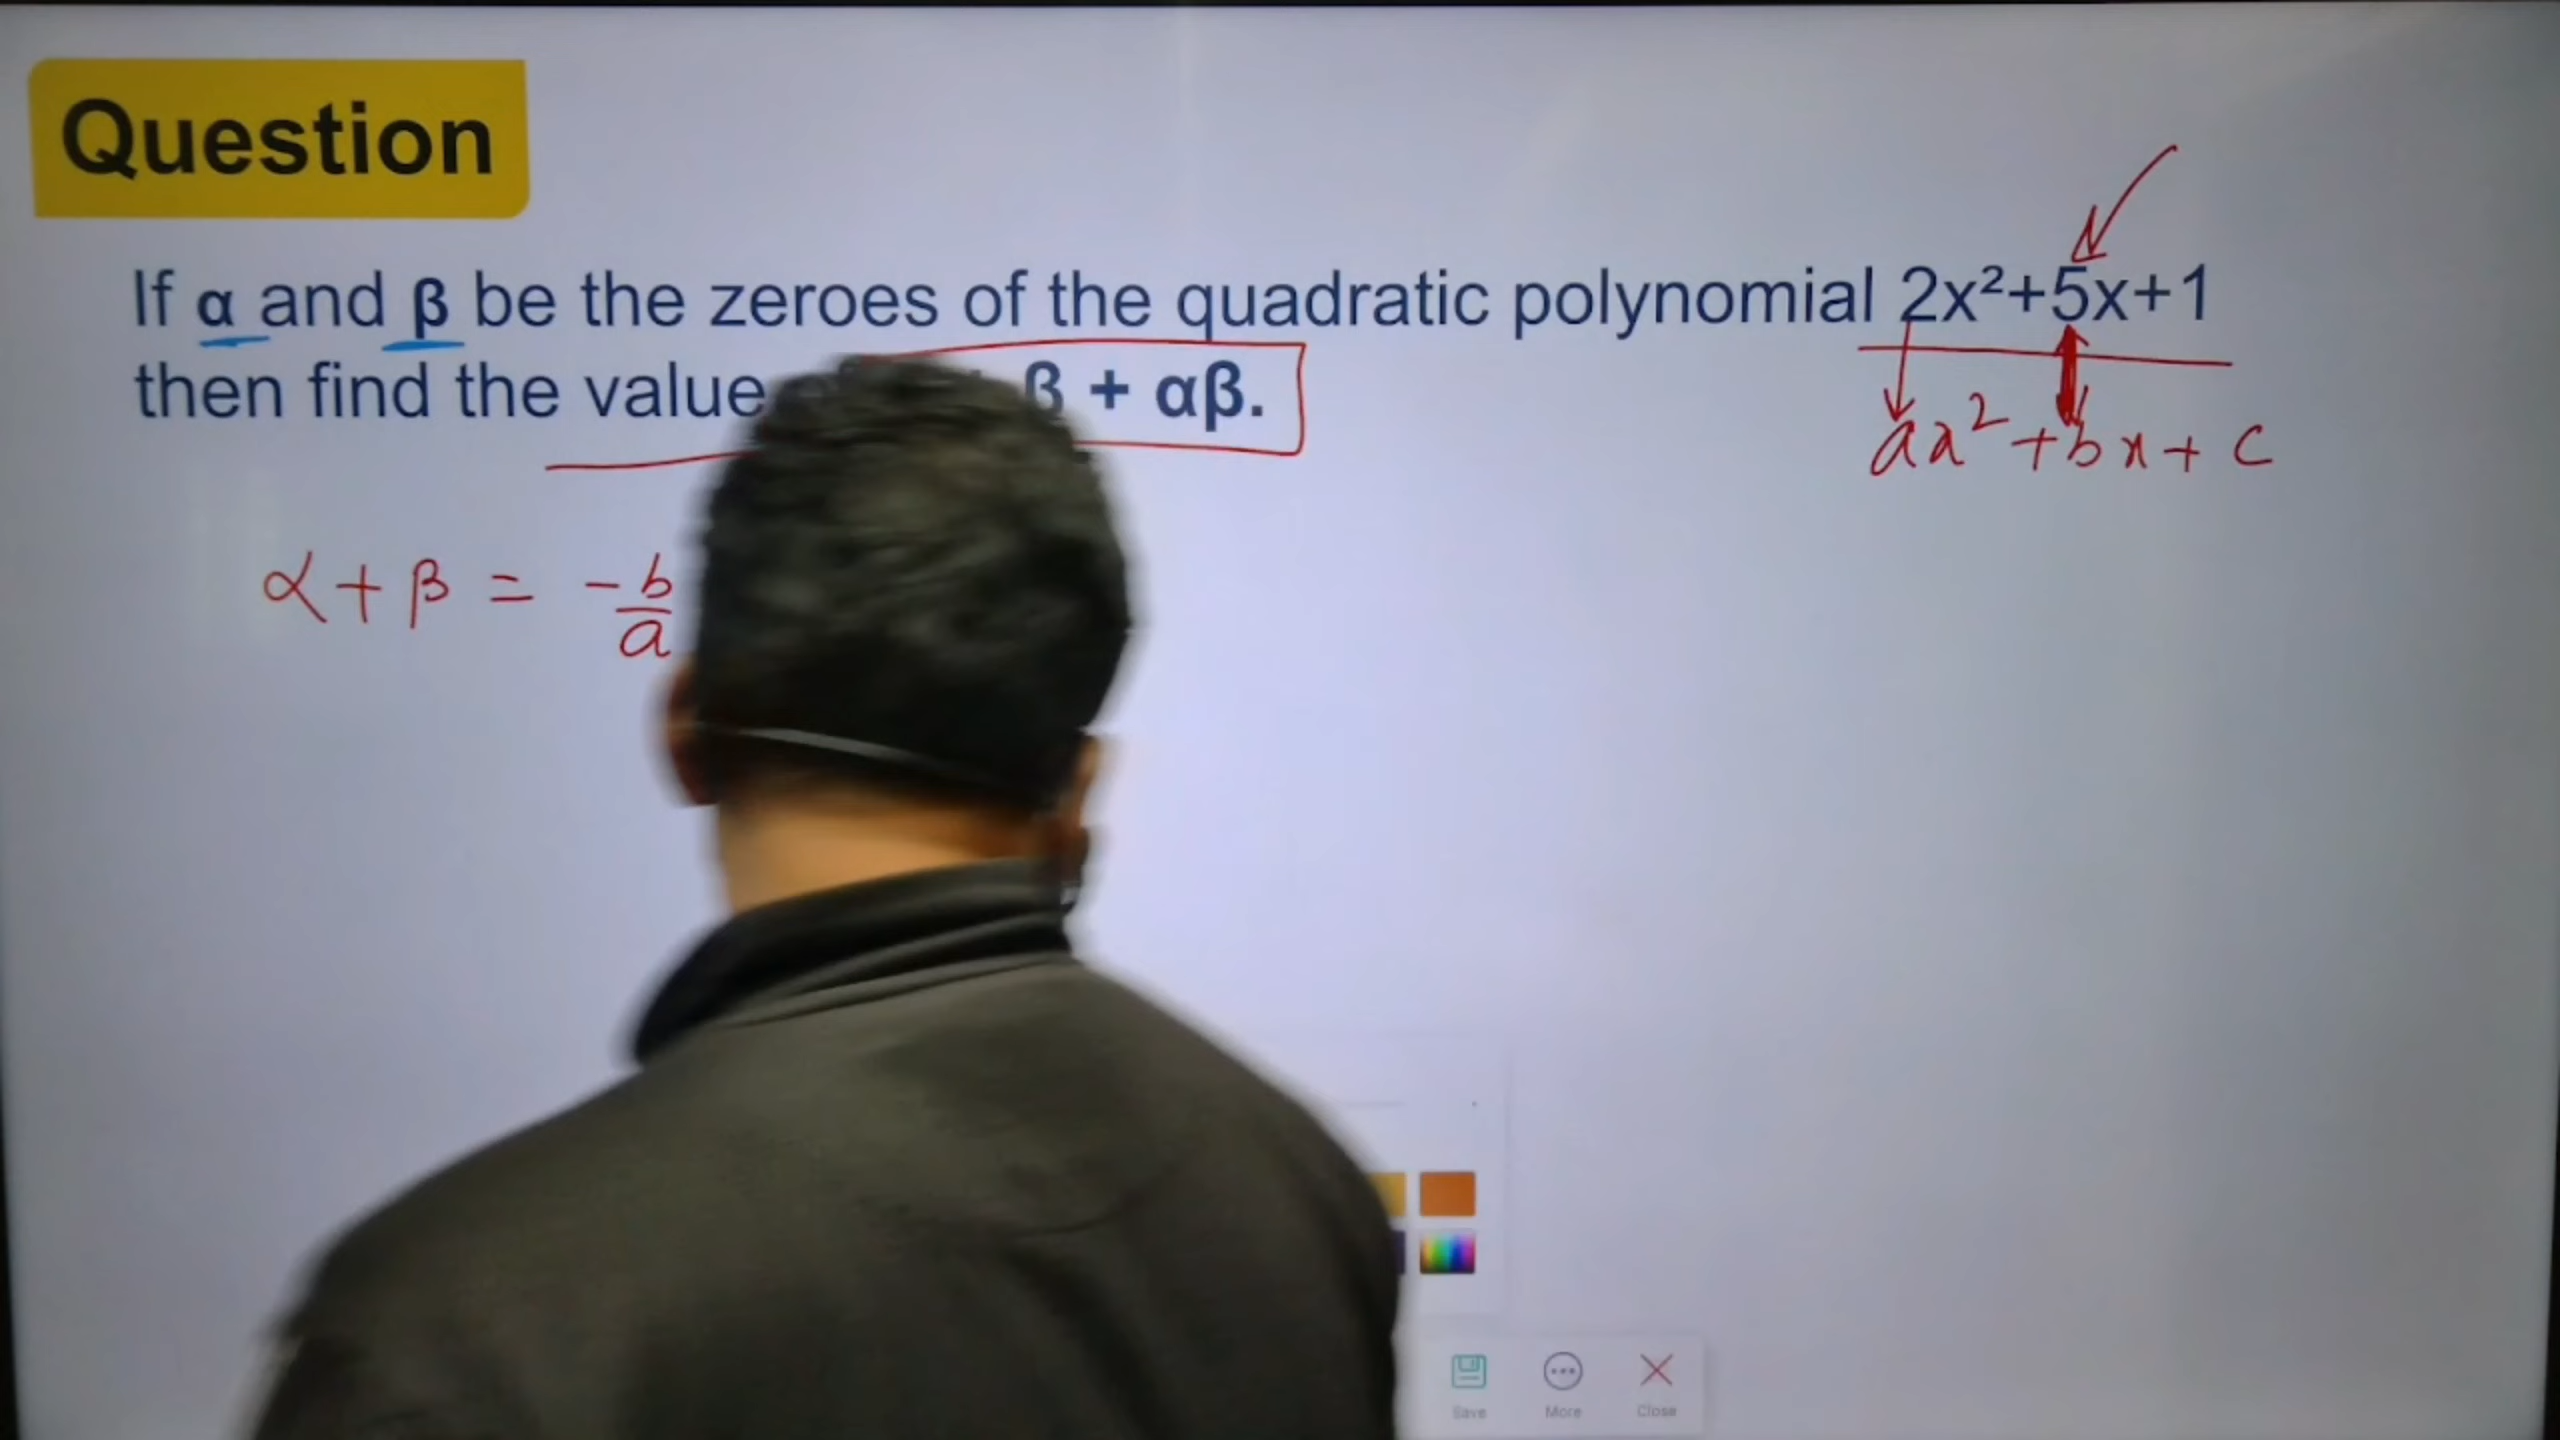 Question
If α and β be the zeroes of the quadratic polynomial 2x²+5x+1
then find the value β + αβ.
ax² + bx + c
α + β = -b/a
Save More Close